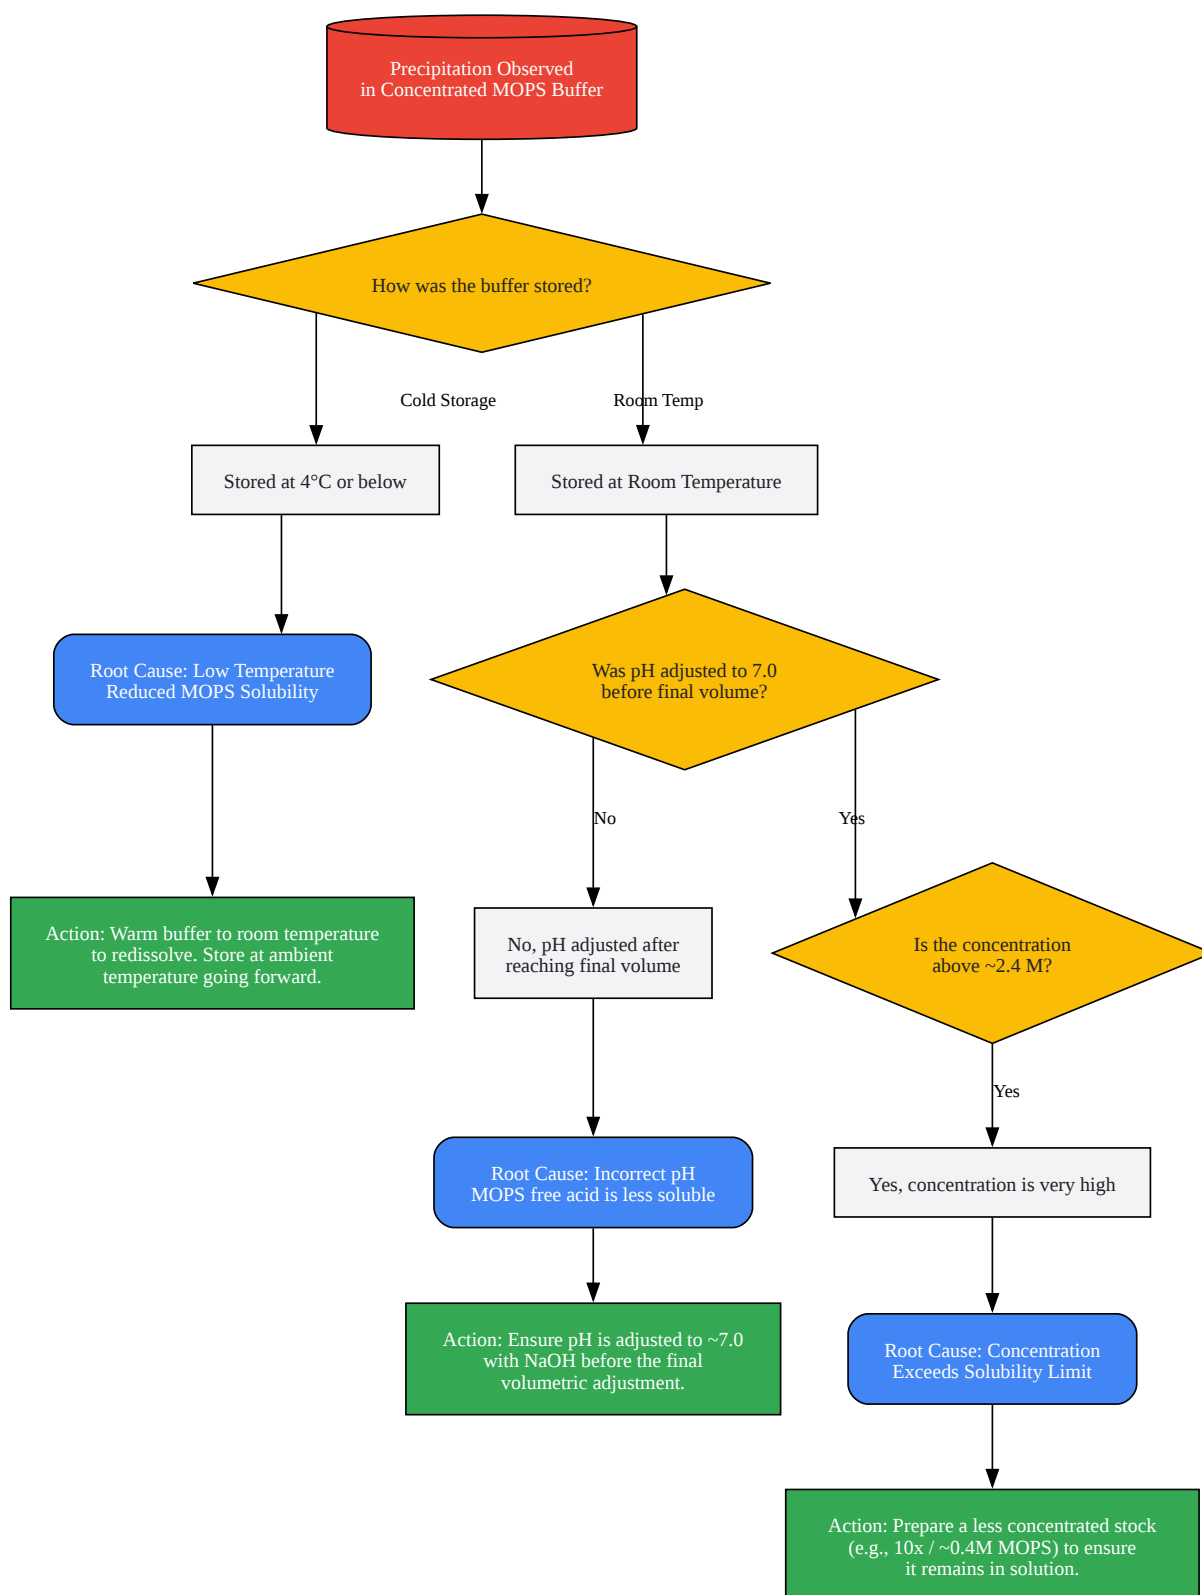 Precipitation Observed
in Concentrated MOPS Buffer
How was the buffer stored?
Cold Storage
Room Temp
Stored at 4°C or below
Stored at Room Temperature
Root Cause: Low Temperature
Reduced MOPS Solubility
Was pH adjusted to 7.0
before final volume?
No
Yes
Action: Warm buffer to room temperature
to redissolve. Store at ambient
temperature going forward.
No, pH adjusted after
reaching final volume
Is the concentration
above ~2.4 M?
Yes
Root Cause: Incorrect pH
MOPS free acid is less soluble
Yes, concentration is very high
Action: Ensure pH is adjusted to ~7.0
with NaOH before the final
volumetric adjustment.
Root Cause: Concentration
Exceeds Solubility Limit
Action: Prepare a less concentrated stock
(e.g., 10x / ~0.4M MOPS) to ensure
it remains in solution.